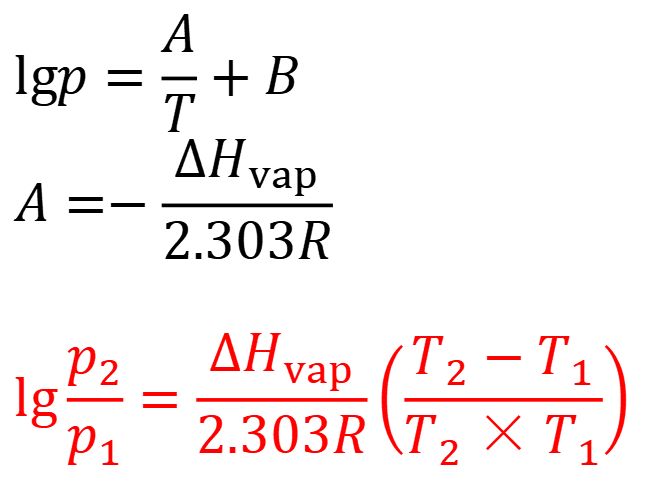 lgp = A/T + B
A = − ΔH_vap / 2.303R
lg p₂/p₁ = ΔH_vap / 2.303R (T₂ − T₁ / T₂ × T₁)